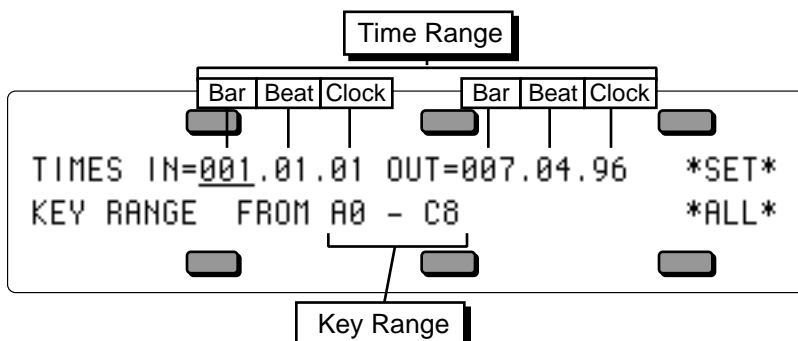 Time Range
Bar Beat Clock Bar Beat Clock
TIMES IN=001.01.01 OUT=007.04.96 *SET*
KEY RANGE FROM A0 - C8 *ALL*
Key Range